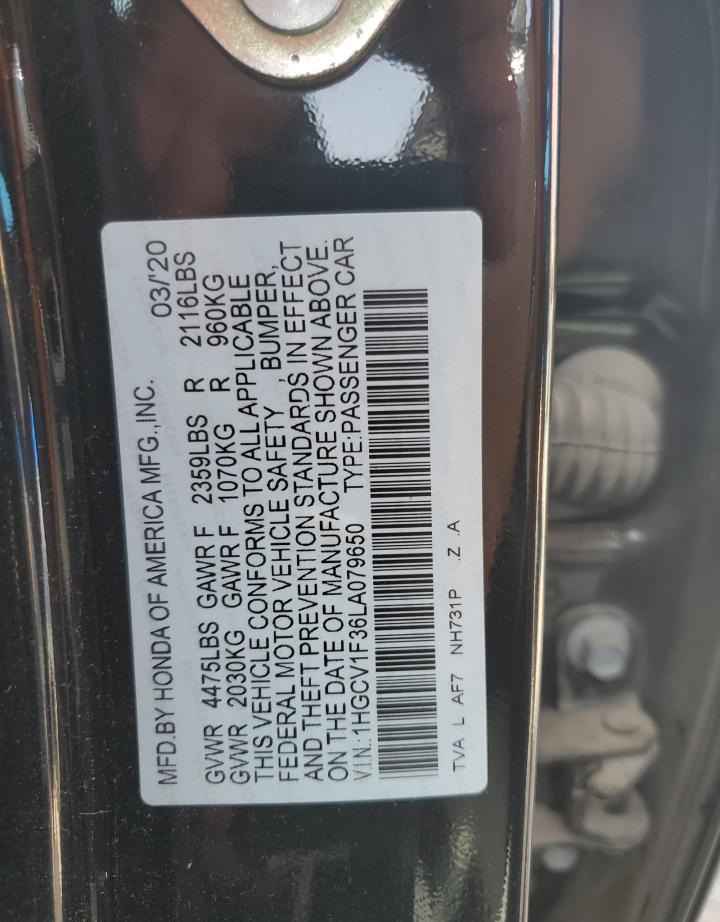 MFD.BY HONDA OF AMERICA MFG.,INC. 03/'20
GVWR 4475LBS GAWR F 2359LBS R 2116LBS
GVWR 2030KG GAWR F 1070KG R 960KG
THIS VEHICLE CONFORMS TO ALL APPLICABLE
FEDERAL MOTOR VEHICLE SAFETY , BUMPER,
AND THEFT PREVENTION STANDARDS IN EFFECT
ON THE DATE OF MANUFACTURE SHOWN ABOVE.
V.I.N.:1HGCV1F36LA079650 TYPE:PASSENGER CAR
TVA L AF7 NH731P .Z .A